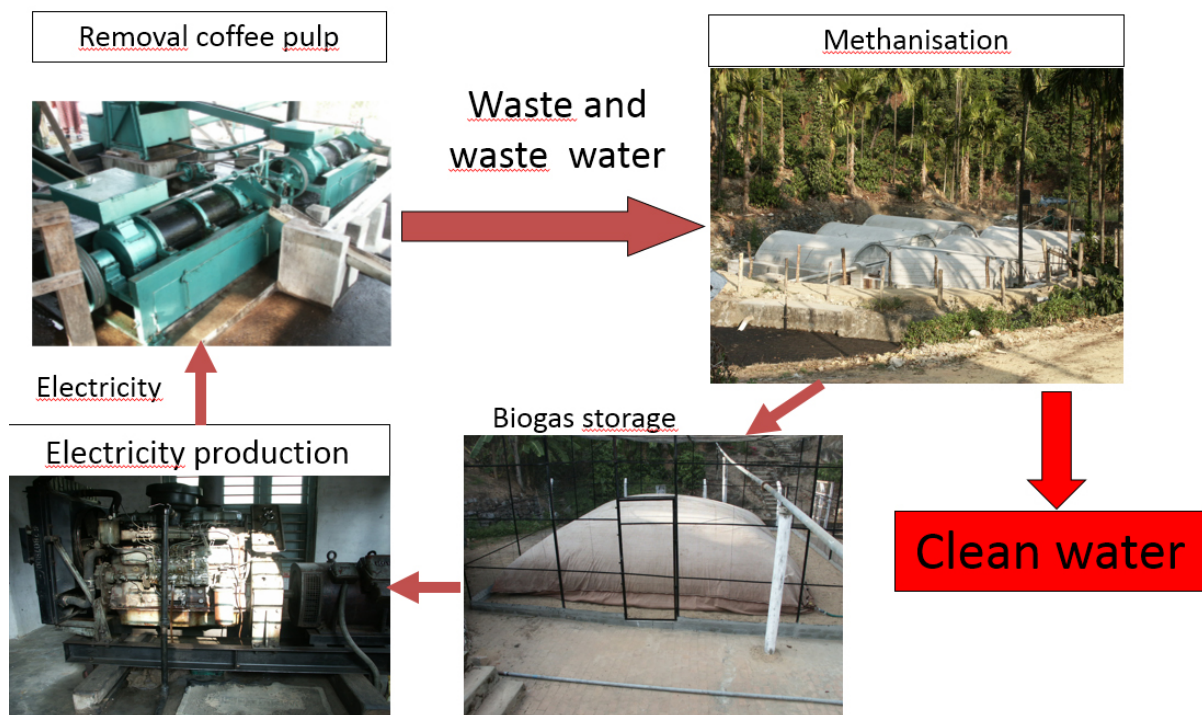 Removal coffee pulp
Methanisation
Waste and
waste water
Electricity
Biogas storage
Electricity production
Clean water